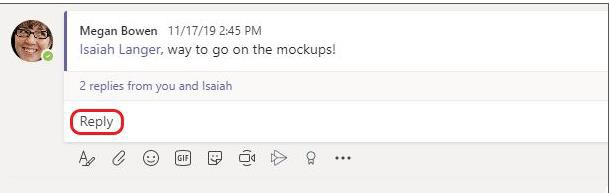 Megan Bowen 11/17/19 2:45 PM
Isaiah Langer, way to go on the mockups!
2 replies from you and Isaiah
Reply
GIF